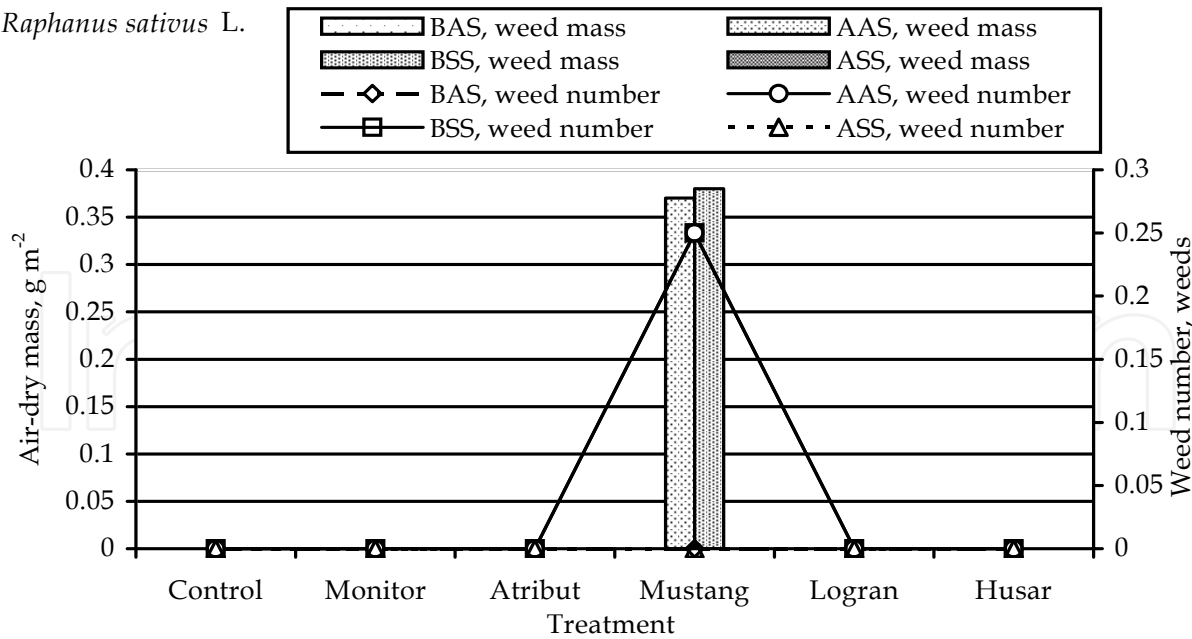 Raphanus sativus L.
BAS, weed mass AAS, weed mass
BSS, weed mass ASS, weed mass
BAS, weed number AAS, weed number
BSS, weed number ASS, weed number
Air-dry mass, g m-2
0.4
0.35
0.3
0.25
0.2
0.15
0.1
0.05
0
0.3
0.25
0.2
0.15
0.1
0.05
0
Weed number, weeds
Control Monitor Atribut Mustang Logran Husar
Treatment